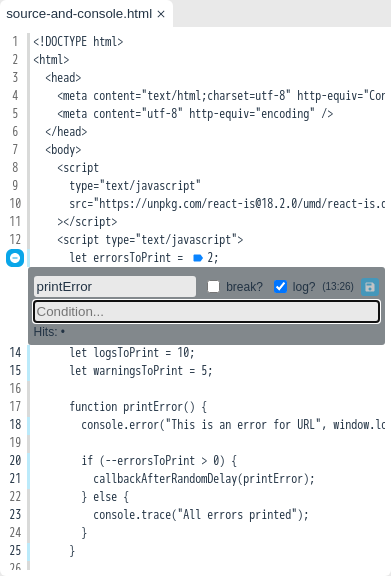 source-and-console.html ×
1 <!DOCTYPE html>
2 <html>
3 <head>
4 <meta content="text/html;charset=utf-8" http-equiv="Con
5 <meta content="utf-8" http-equiv="encoding" />
6 </head>
7 <body>
8 <script
9 type="text/javascript"
10 src="https://unpkg.com/react-is@18.2.0/umd/react-is.d
11 ></script>
12 <script type="text/javascript">
let errorsToPrint = 2;
printError break? log? (13:26)
Condition...
Hits: •
14 let logsToPrint = 10;
15 let warningsToPrint = 5;
16
17 function printError() {
18 console.error("This is an error for URL", window.lo
19
20 if (--errorsToPrint > 0) {
21 callbackAfterRandomDelay(printError);
22 } else {
23 console.trace("All errors printed");
24 }
25 }
26